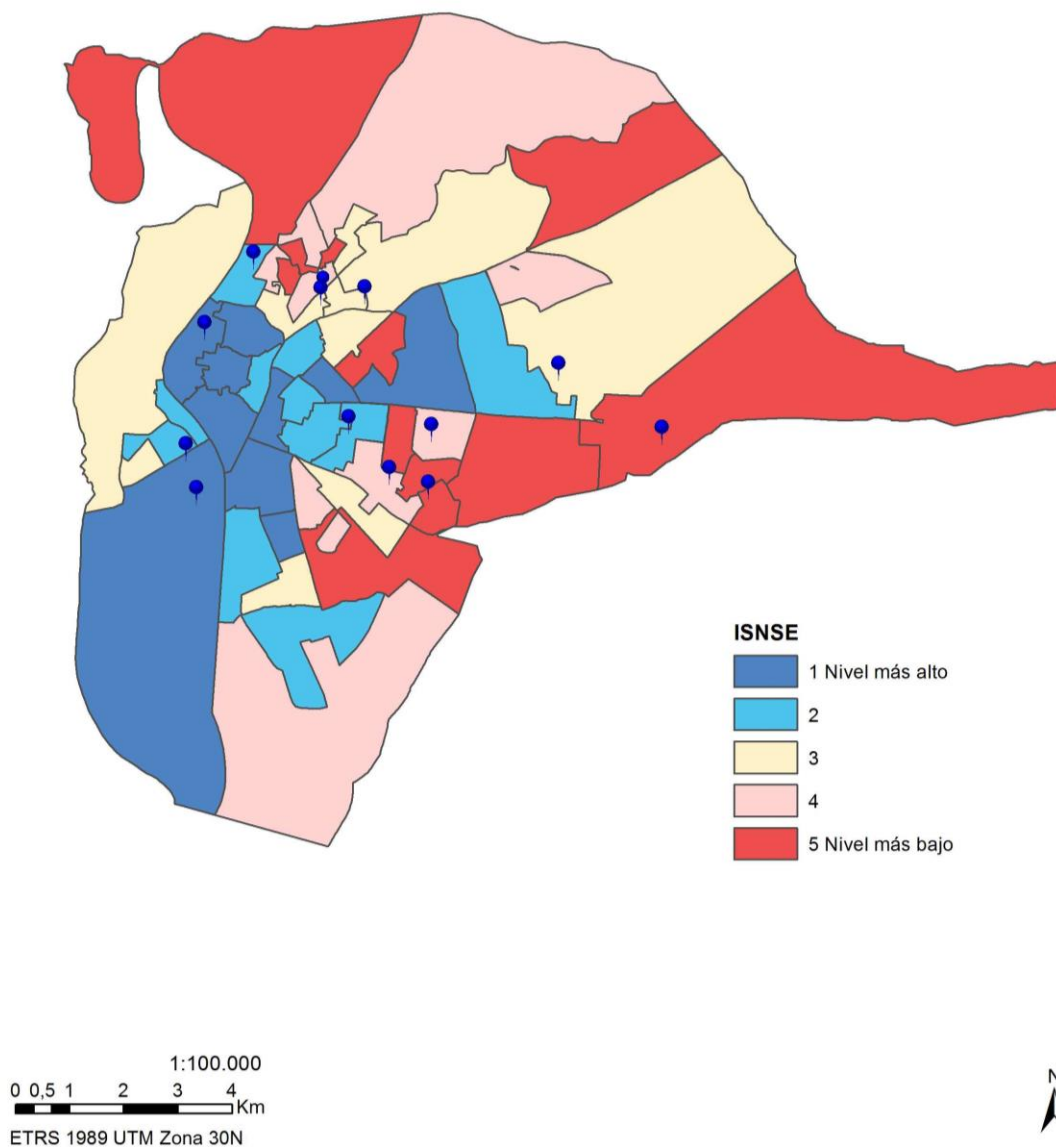 ISNSE
1 Nivel más alto
2
3
4
5 Nivel más bajo
1:100.000
0 0,5 1 2 3 4
Km
ETRS 1989 UTM Zona 30N
N